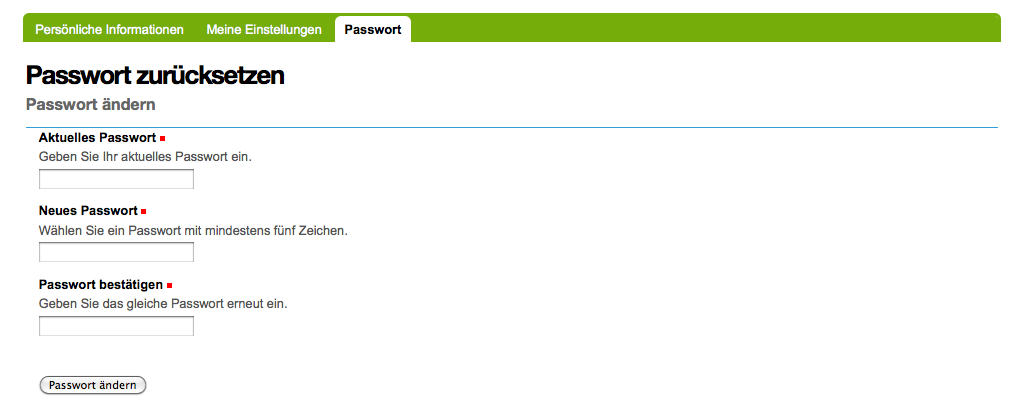 Persönliche Informationen Meine Einstellungen Passwort
Passwort zurücksetzen
Passwort ändern
Aktuelles Passwort
Geben Sie Ihr aktuelles Passwort ein.
Neues Passwort
Wählen Sie ein Passwort mit mindestens fünf Zeichen.
Passwort bestätigen
Geben Sie das gleiche Passwort erneut ein.
Passwort ändern